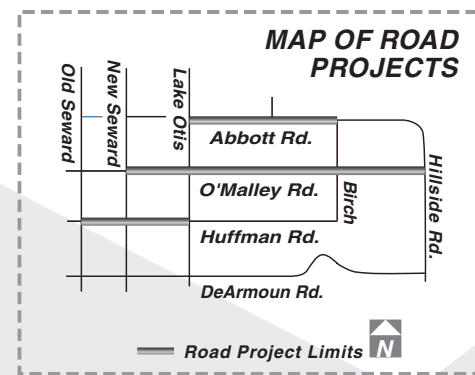 MAP OF ROAD
PROJECTS
Old Seward
New Seward
Lake Otis
Abbott Rd.
O'Malley Rd.
Birch
Hillside Rd.
Huffman Rd.
DeArmoun Rd.
Road Project Limits N